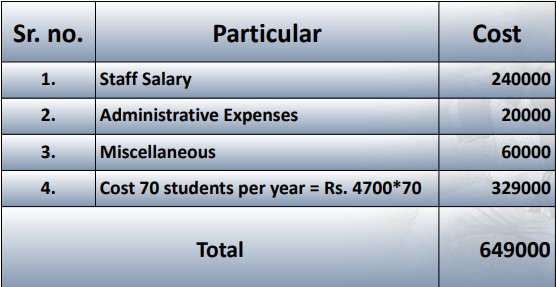 Sr. no. Particular Cost
1. Staff Salary 240000
2. Administrative Expenses 20000
3. Miscellaneous 60000
4. Cost 70 students per year = Rs. 4700*70 329000
Total 649000